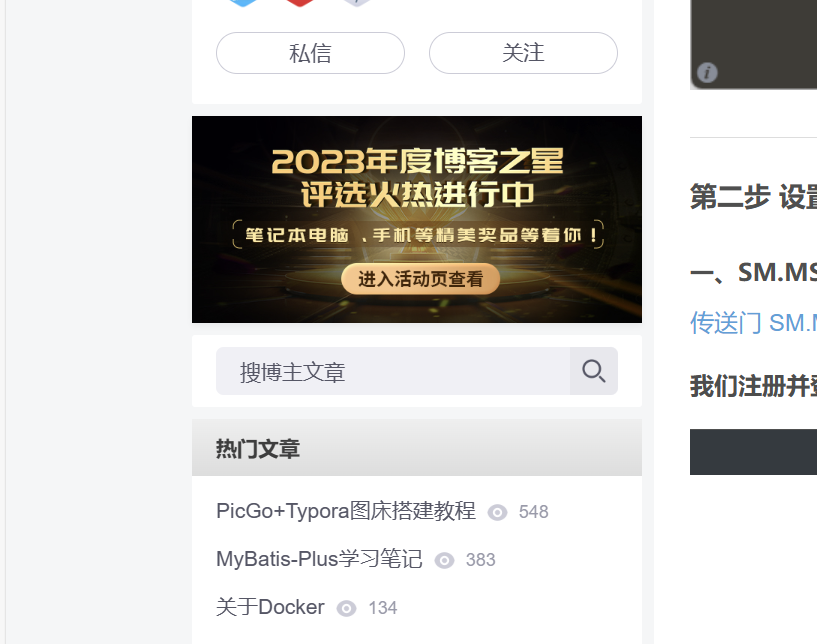 私信
关注
2023年度博客之星
评选火热进行中
笔记本电脑、手机等精美奖品等着你！
进入活动页查看
搜博主文章
热门文章
PicGo+Typora图床搭建教程 548
MyBatis-Plus学习笔记 383
关于Docker 134
第二步 设置
一、SM.MS
传送门 SM.M
我们注册并登